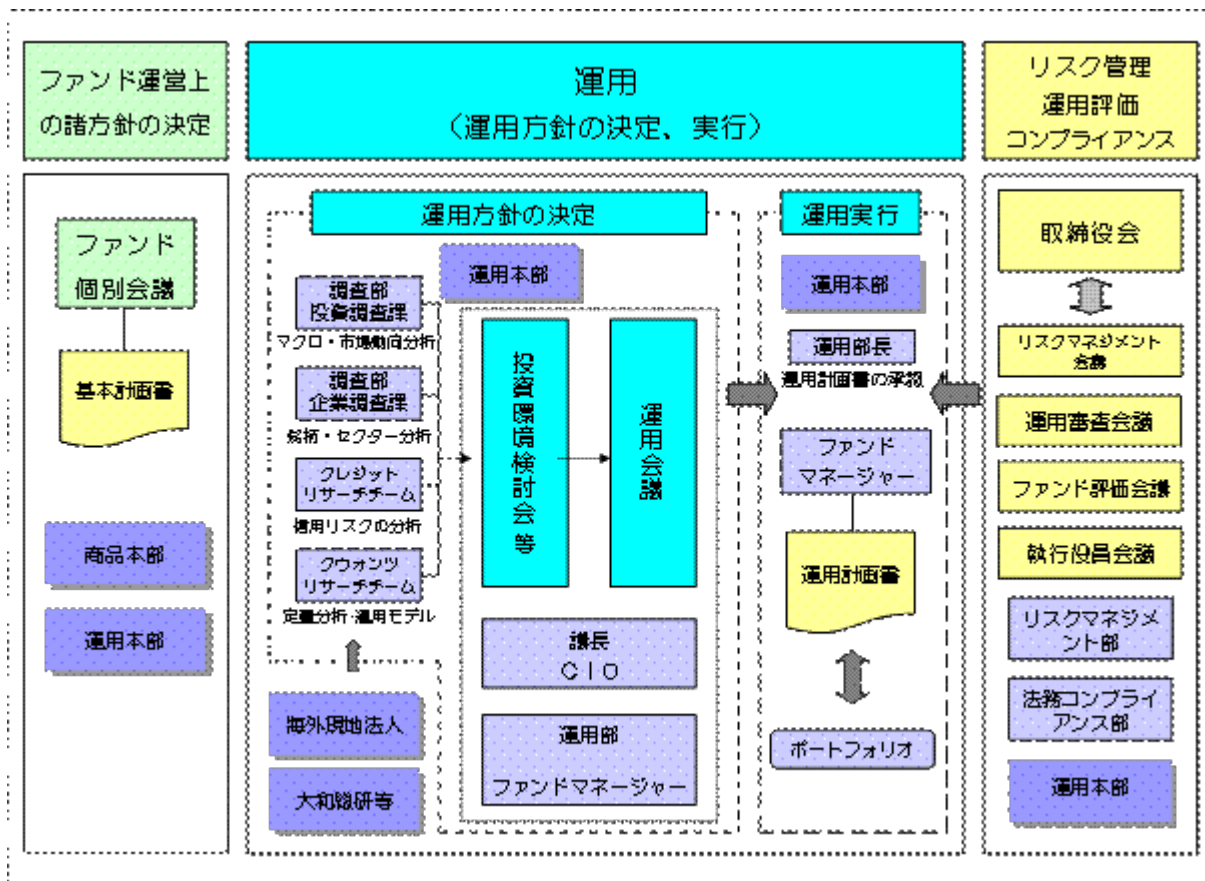 ファンド運営上
の諸方針の決定
運用
（運用方針の決定、実行）
リスク管理
運用評価
コンプライアンス
ファンド
個別会議
基本計画書
商品本部
運用本部
運用方針の決定
運用本部
調査部
投資調査課
マクロ・市場動向分析
調査部
企業調査課
銘柄・セクター分析
クレジット
リサーチチーム
信用リスクの分析
クウォンツ
リサーチチーム
定量分析・運用モデル
海外現地法人
大和総研等
投資環境検討会等
運用会議
議長
CIO
運用部
ファンドマネージャー
運用実行
運用本部
運用部長
運用計画書の承認
ファンド
マネージャー
運用計画書
ポートフォリオ
取締役会
リスクマネジメント
会議
運用審査会議
ファンド評価会議
執行役員会議
リスクマネジメ
ント部
法務コンプライ
アンス部
運用本部